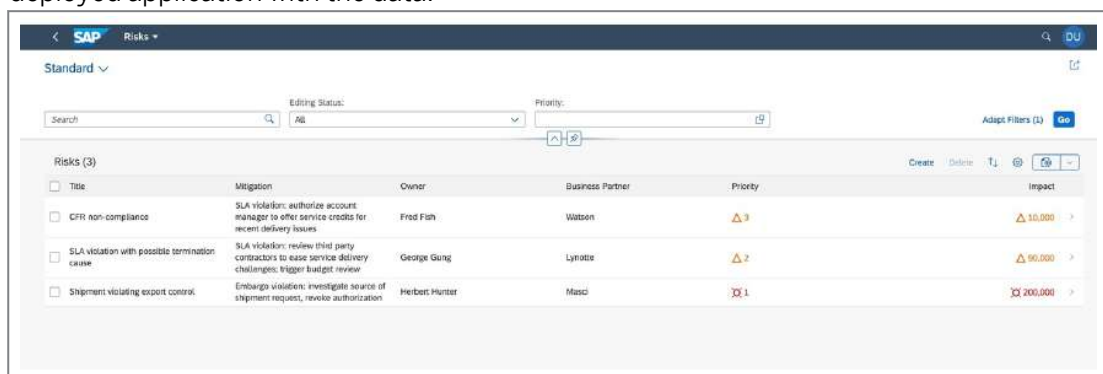 deployed application with the data.
SAP Risks
DU
Standard
Editing Status:
Priority:
Search
All
Adapt Filters (1) Go
Risks (3)
Create Delete
Title Mitigation Owner Business Partner Priority Impact
SLA violation: authorize account
CFR non-compliance manager to offer service credits for Fred Fish Watson 3 10,000
recent delivery issues
SLA violation: review third party
SLA violation with possible termination contractors to ease service delivery George Gung Lynotte 2 90,000
cause challenges; trigger budget review
Embargo violation: investigate source of
Shipment violating export control shipment request, revoke authorization Herbert Hunter Masci 1 200,000